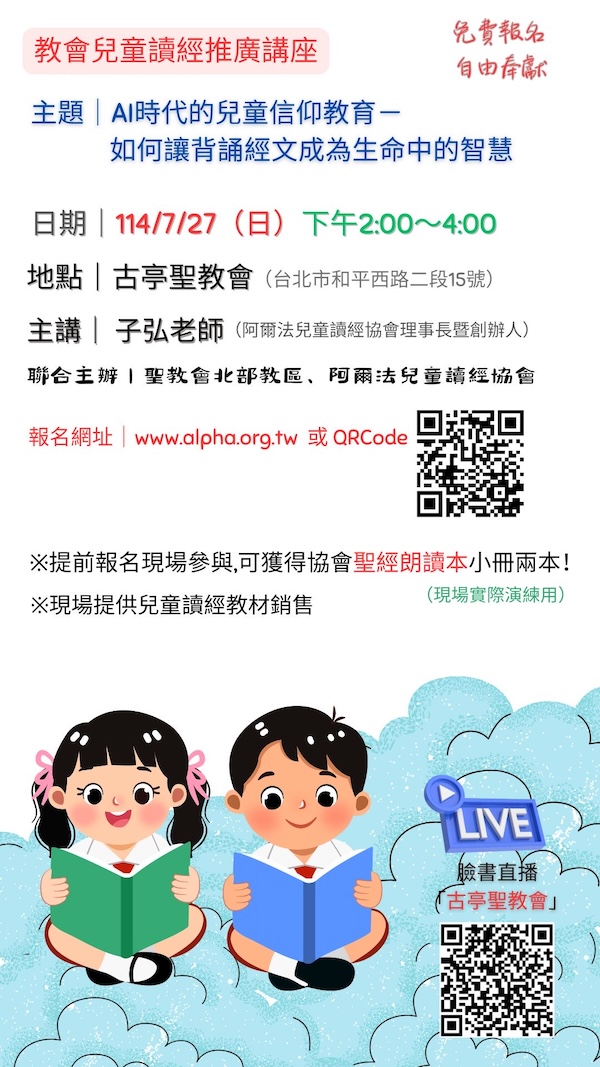 教會兒童讀經推廣講座
免費報名
自由奉獻
主題｜AI時代的兒童信仰教育－
如何讓背誦經文成為生命中的智慧
日期｜114/7/27（日）下午2:00～4:00
地點｜古亭聖教會（台北市和平西路二段15號）
主講｜ 子弘老師（阿爾法兒童讀經協會理事長暨創辦人）
聯合主辦｜聖教會北部教區、阿爾法兒童讀經協會
報名網址｜www.alpha.org.tw 或 QRCode
※提前報名現場參與,可獲得協會聖經朗讀本小冊兩本！
（現場實際演練用）
※現場提供兒童讀經教材銷售
LIVE
臉書直播
「古亭聖教會」